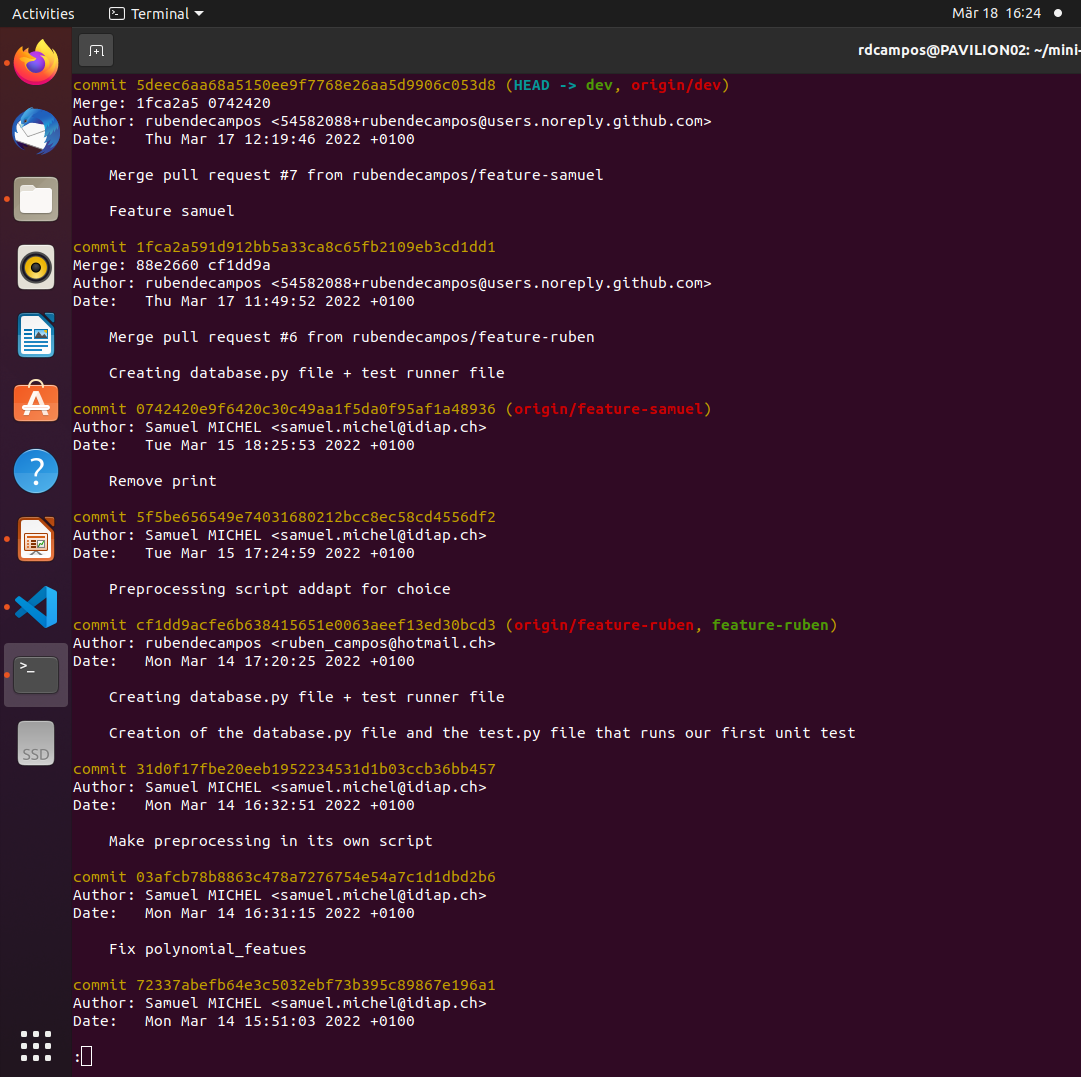 Activities
Terminal
Mär 18 16:24
rdcampos@PAVILION02: ~/mini-
commit 5deec6aa68a5150ee9f7768e26aa5d9906c053d8 (HEAD -> dev, origin/dev)
Merge: 1fca2a5 0742420
Author: rubendecampos <54582088+rubendecampos@users.noreply.github.com>
Date:   Thu Mar 17 12:19:46 2022 +0100
Merge pull request #7 from rubendecampos/feature-samuel
Feature samuel
commit 1fca2a591d912bb5a33ca8c65fb2109eb3cd1dd1
Merge: 88e2660 cf1dd9a
Author: rubendecampos <54582088+rubendecampos@users.noreply.github.com>
Date:   Thu Mar 17 11:49:52 2022 +0100
Merge pull request #6 from rubendecampos/feature-ruben
Creating database.py file + test runner file
commit 0742420e9f6420c30c49aa1f5da0f95af1a48936 (origin/feature-samuel)
Author: Samuel MICHEL <samuel.michel@idiap.ch>
Date:   Tue Mar 15 18:25:53 2022 +0100
Remove print
commit 5f5be656549e74031680212bcc8ec58cd4556df2
Author: Samuel MICHEL <samuel.michel@idiap.ch>
Date:   Tue Mar 15 17:24:59 2022 +0100
Preprocessing script addapt for choice
commit cf1dd9acfe6b638415651e0063aeef13ed30bcd3 (origin/feature-ruben, feature-ruben)
Author: rubendecampos <ruben_campos@hotmail.ch>
Date:   Mon Mar 14 17:20:25 2022 +0100
Creating database.py file + test runner file
Creation of the database.py file and the test.py file that runs our first unit test
commit 31d0f17fbe20eeb1952234531d1b03ccb36bb457
Author: Samuel MICHEL <samuel.michel@idiap.ch>
Date:   Mon Mar 14 16:32:51 2022 +0100
Make preprocessing in its own script
commit 03afcb78b8863c478a7276754e54a7c1d1dbd2b6
Author: Samuel MICHEL <samuel.michel@idiap.ch>
Date:   Mon Mar 14 16:31:15 2022 +0100
Fix polynomial_featues
commit 72337abefb64e3c5032ebf73b395c89867e196a1
Author: Samuel MICHEL <samuel.michel@idiap.ch>
Date:   Mon Mar 14 15:51:03 2022 +0100
:
SSD